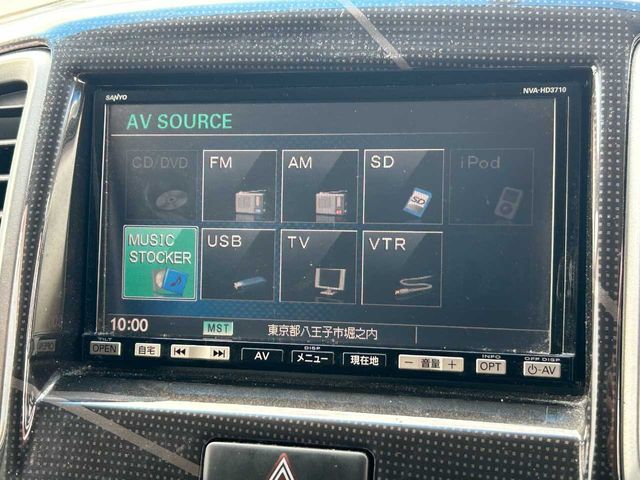 SANYO
NVA-HD3710
AV SOURCE
CD/DVD FM AM SD iPod
MUSIC STOCKER USB TV VTR
10:00 MST 東京都八王子市堀之内
TILT DISP INFO OFF DISP
OPEN 自宅 AV メニュー 現在地 － 音量 ＋ OPT -AV